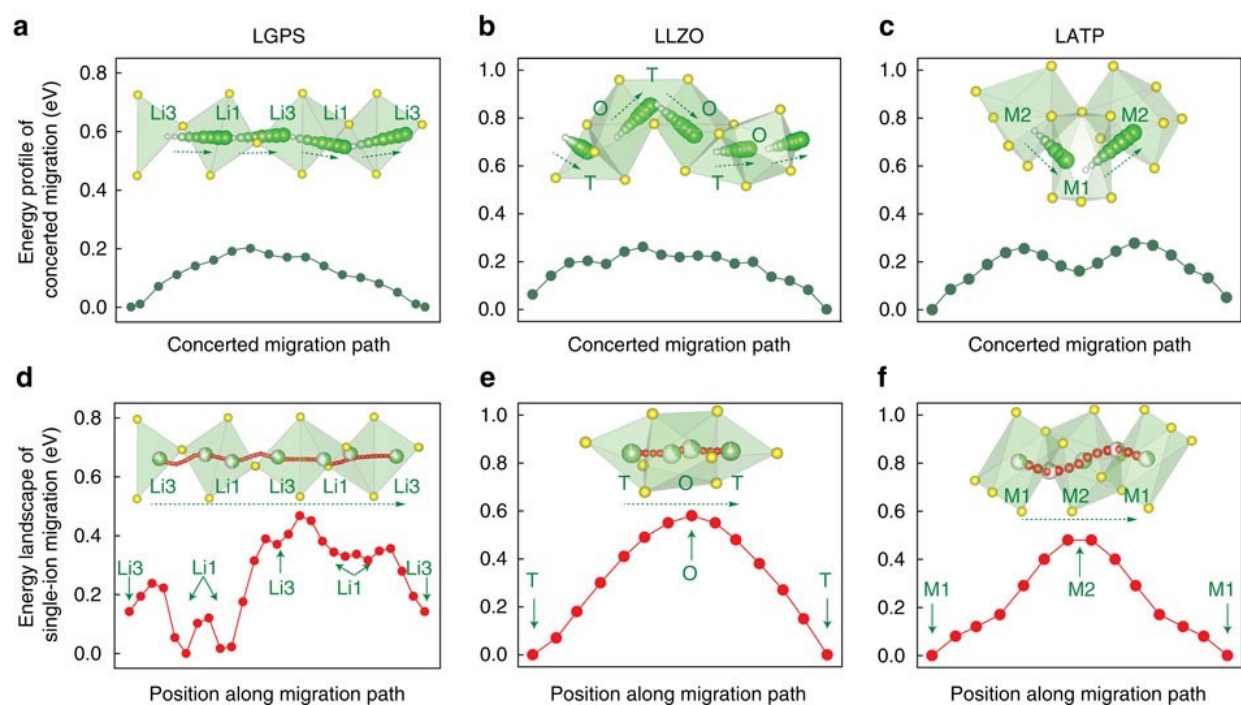 a
LGPS
Energy profile of
concerted migration (eV)
0.8
0.6
0.4
0.2
0.0
Li3
Li1
Li3
Li1
Li3
Concerted migration path
b
LLZO
1.0
0.8
0.6
0.4
0.2
0.0
T
O
O
O
T
T
Concerted migration path
c
LATP
1.0
0.8
0.6
0.4
0.2
0.0
M2
M2
M1
Concerted migration path
d
Energy landscape of
single-ion migration (eV)
0.8
0.6
0.4
0.2
0.0
Li3
Li1
Li3
Li1
Li3
Li3
Li1
Li3
Li1
Li3
Position along migration path
e
1.0
0.8
0.6
0.4
0.2
0.0
T
O
T
T
O
T
Position along migration path
f
1.0
0.8
0.6
0.4
0.2
0.0
M1
M2
M1
M1
M2
M1
Position along migration path